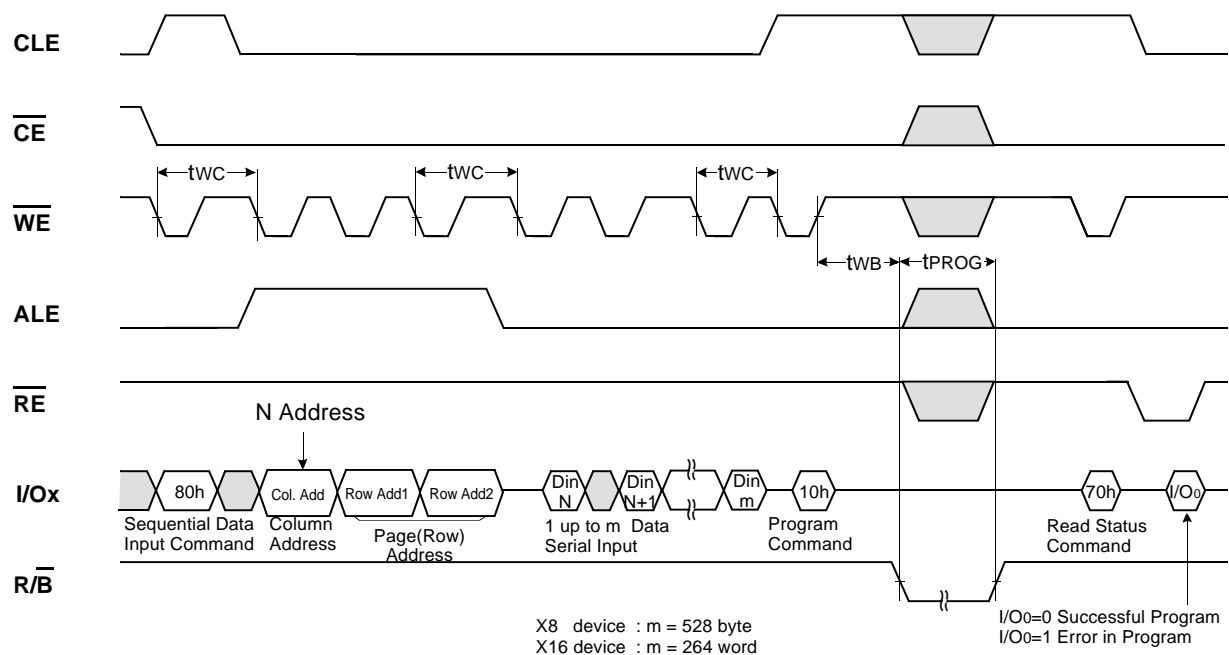 CLE
CE
tWC
tWC
tWC
WE
tWB
tPROG
ALE
RE
N Address
I/Ox
80h
Col. Add
Row Add1
Row Add2
Din N
Din N+1
Din m
10h
70h
I/O0
Sequential Data
Input Command
Column
Address
Page(Row)
Address
1 up to m Data
Serial Input
Program
Command
Read Status
Command
R/B
I/O0=0 Successful Program
I/O0=1 Error in Program
X8 device : m = 528 byte
X16 device : m = 264 word